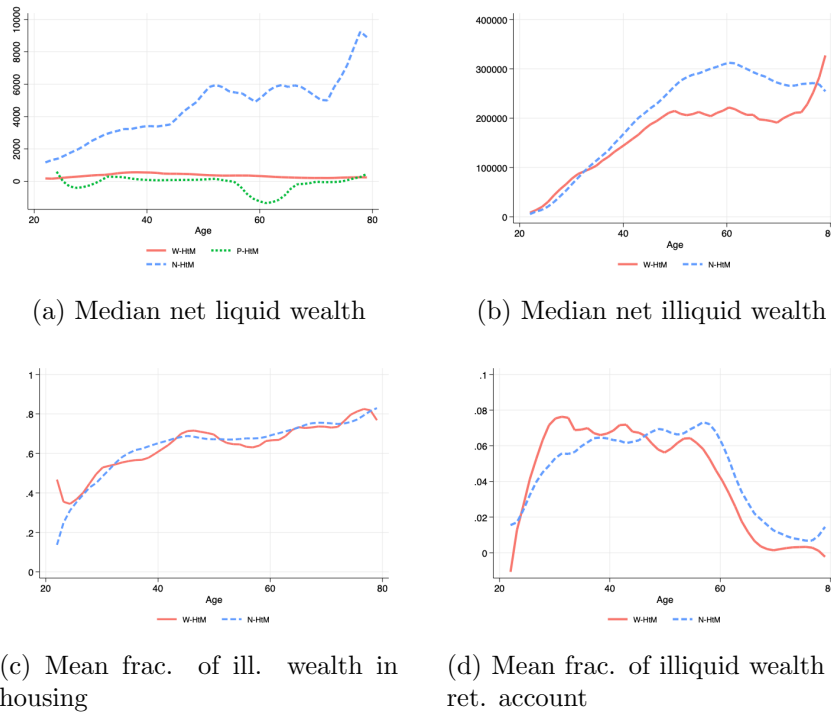 10000
8000
6000
4000
2000
0
20
40
60
80
Age
W-HtM
P-HtM
N-HtM
(a) Median net liquid wealth
400000
300000
200000
100000
0
20
40
60
8
Age
W-HtM
N-HtM
(b) Median net illiquid wealth
1
.8
.6
.4
.2
0
20
40
60
80
Age
W-HtM
N-HtM
(c) Mean frac. of ill. wealth in
housing
.1
.08
.06
.04
.02
0
20
40
60
8
Age
W-HtM
N-HtM
(d) Mean frac. of illiquid wealth
ret. account